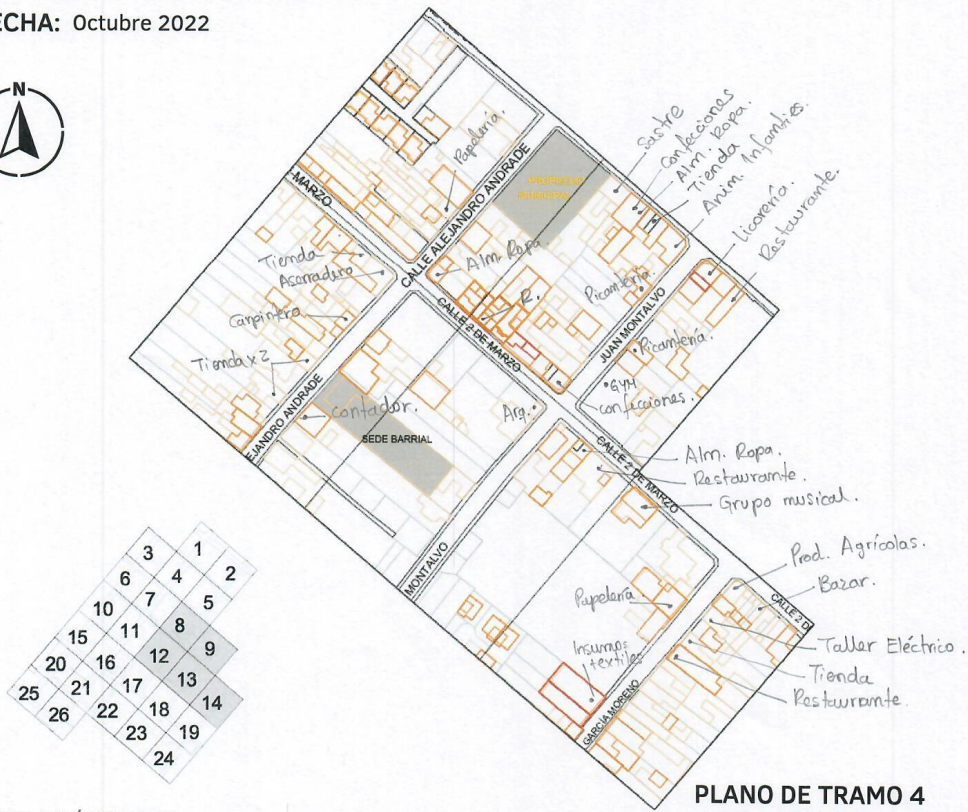 FECHA: Octubre 2022
N
Sastre
Confecciones
Alm. Ropa.
Tienda
Anim. Infantiles.
Papelería.
CALLE ALEJANDRO ANDRADE
MARZO
Licorería.
Restaurante.
Tienda
Aserradero
Alm. Ropa.
R.
Picantería.
Carpintero
CALLE 2 DE MARZO
JUAN MONTALVO
Tienda x 2
Picantería.
GYM
confecciones.
EJANDRO ANDRADE
contador.
Arq.
SEDE BARRIAL
CALLE 2 DE MARZO
Alm. Ropa.
Restaurante.
Grupo musical.
MONTALVO
Prod. Agrícolas.
Bazar.
CALLE 2 D
Papelería
Taller Eléctrico.
Insumos
textiles
Tienda
Restaurante.
GARCÍA MORENO
3 1
6 4 2
10 7 5
15 11 8
20 16 12 9
25 21 17 13
26 22 18 14
23 19
24
PLANO DE TRAMO 4